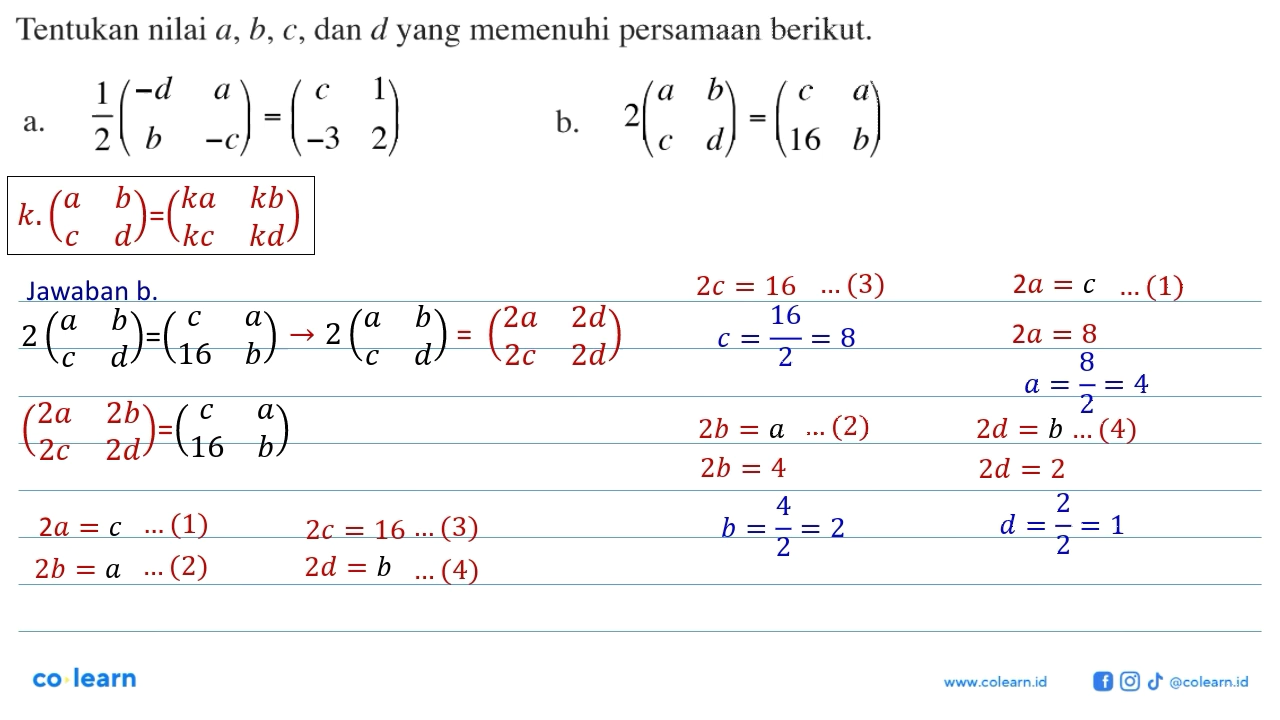 Tentukan nilai a, b, c, dan d yang memenuhi persamaan berikut.
a. 1/2 (-d a; b -c) = (c 1; -3 2)
b. 2(a b; c d) = (c a; 16 b)
k.(a b; c d)=(ka kb; kc kd)
Jawaban b.
2(a b; c d)=(c a; 16 b) → 2(a b; c d) = (2a 2d; 2c 2d)
(2a 2b; 2c 2d)=(c a; 16 b)
2a = c ...(1)
2b = a ...(2)
2c = 16 ...(3)
2d = b ...(4)
2c = 16 ...(3)
c = 16/2 = 8
2a = c ...(1)
2a = 8
a = 8/2 = 4
2b = a ...(2)
2b = 4
b = 4/2 = 2
2d = b ...(4)
2d = 2
d = 2/2 = 1
co learn
www.colearn.id
@colearn.id